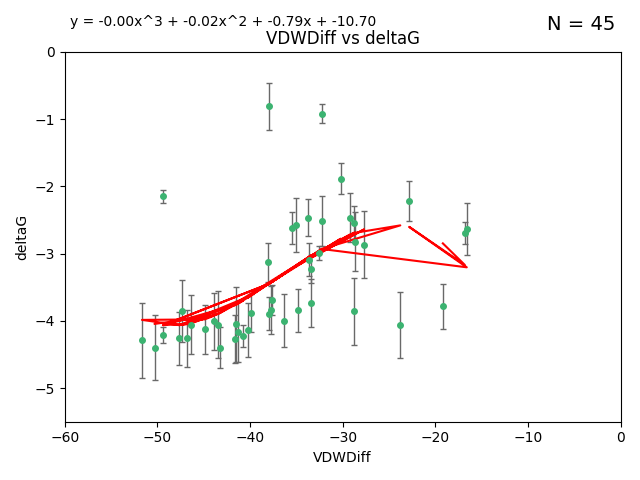 y = -0.00x^3 + -0.02x^2 + -0.79x + -10.70
N = 45
VDWDiff vs deltaG
0
−1
−2
−3
−4
−5
deltaG
−60 −50 −40 −30 −20 −10 0
VDWDiff